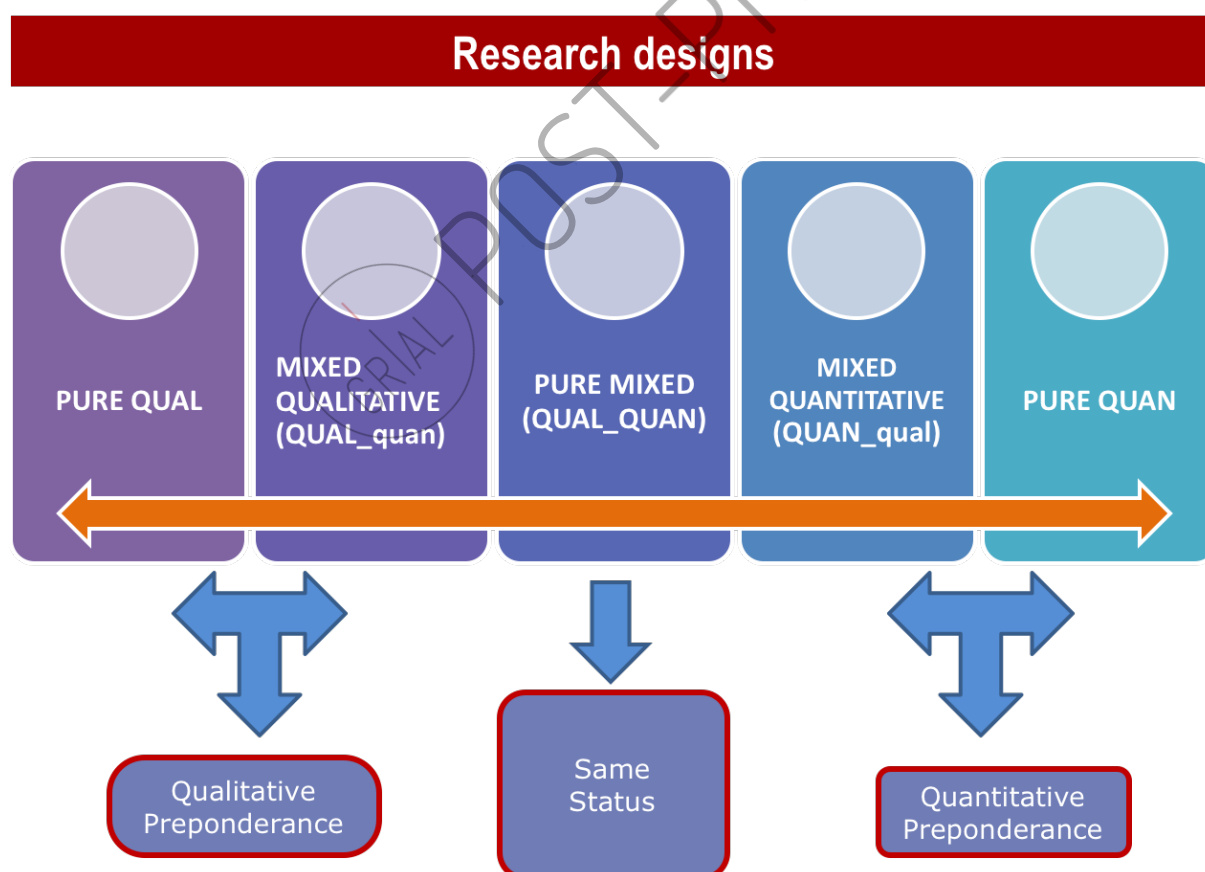 Research designs
PURE QUAL
MIXED
QUALITATIVE
(QUAL_quan)
PURE MIXED
(QUAL_QUAN)
MIXED
QUANTITATIVE
(QUAN_qual)
PURE QUAN
Qualitative
Preponderance
Same
Status
Quantitative
Preponderance
GRIAL